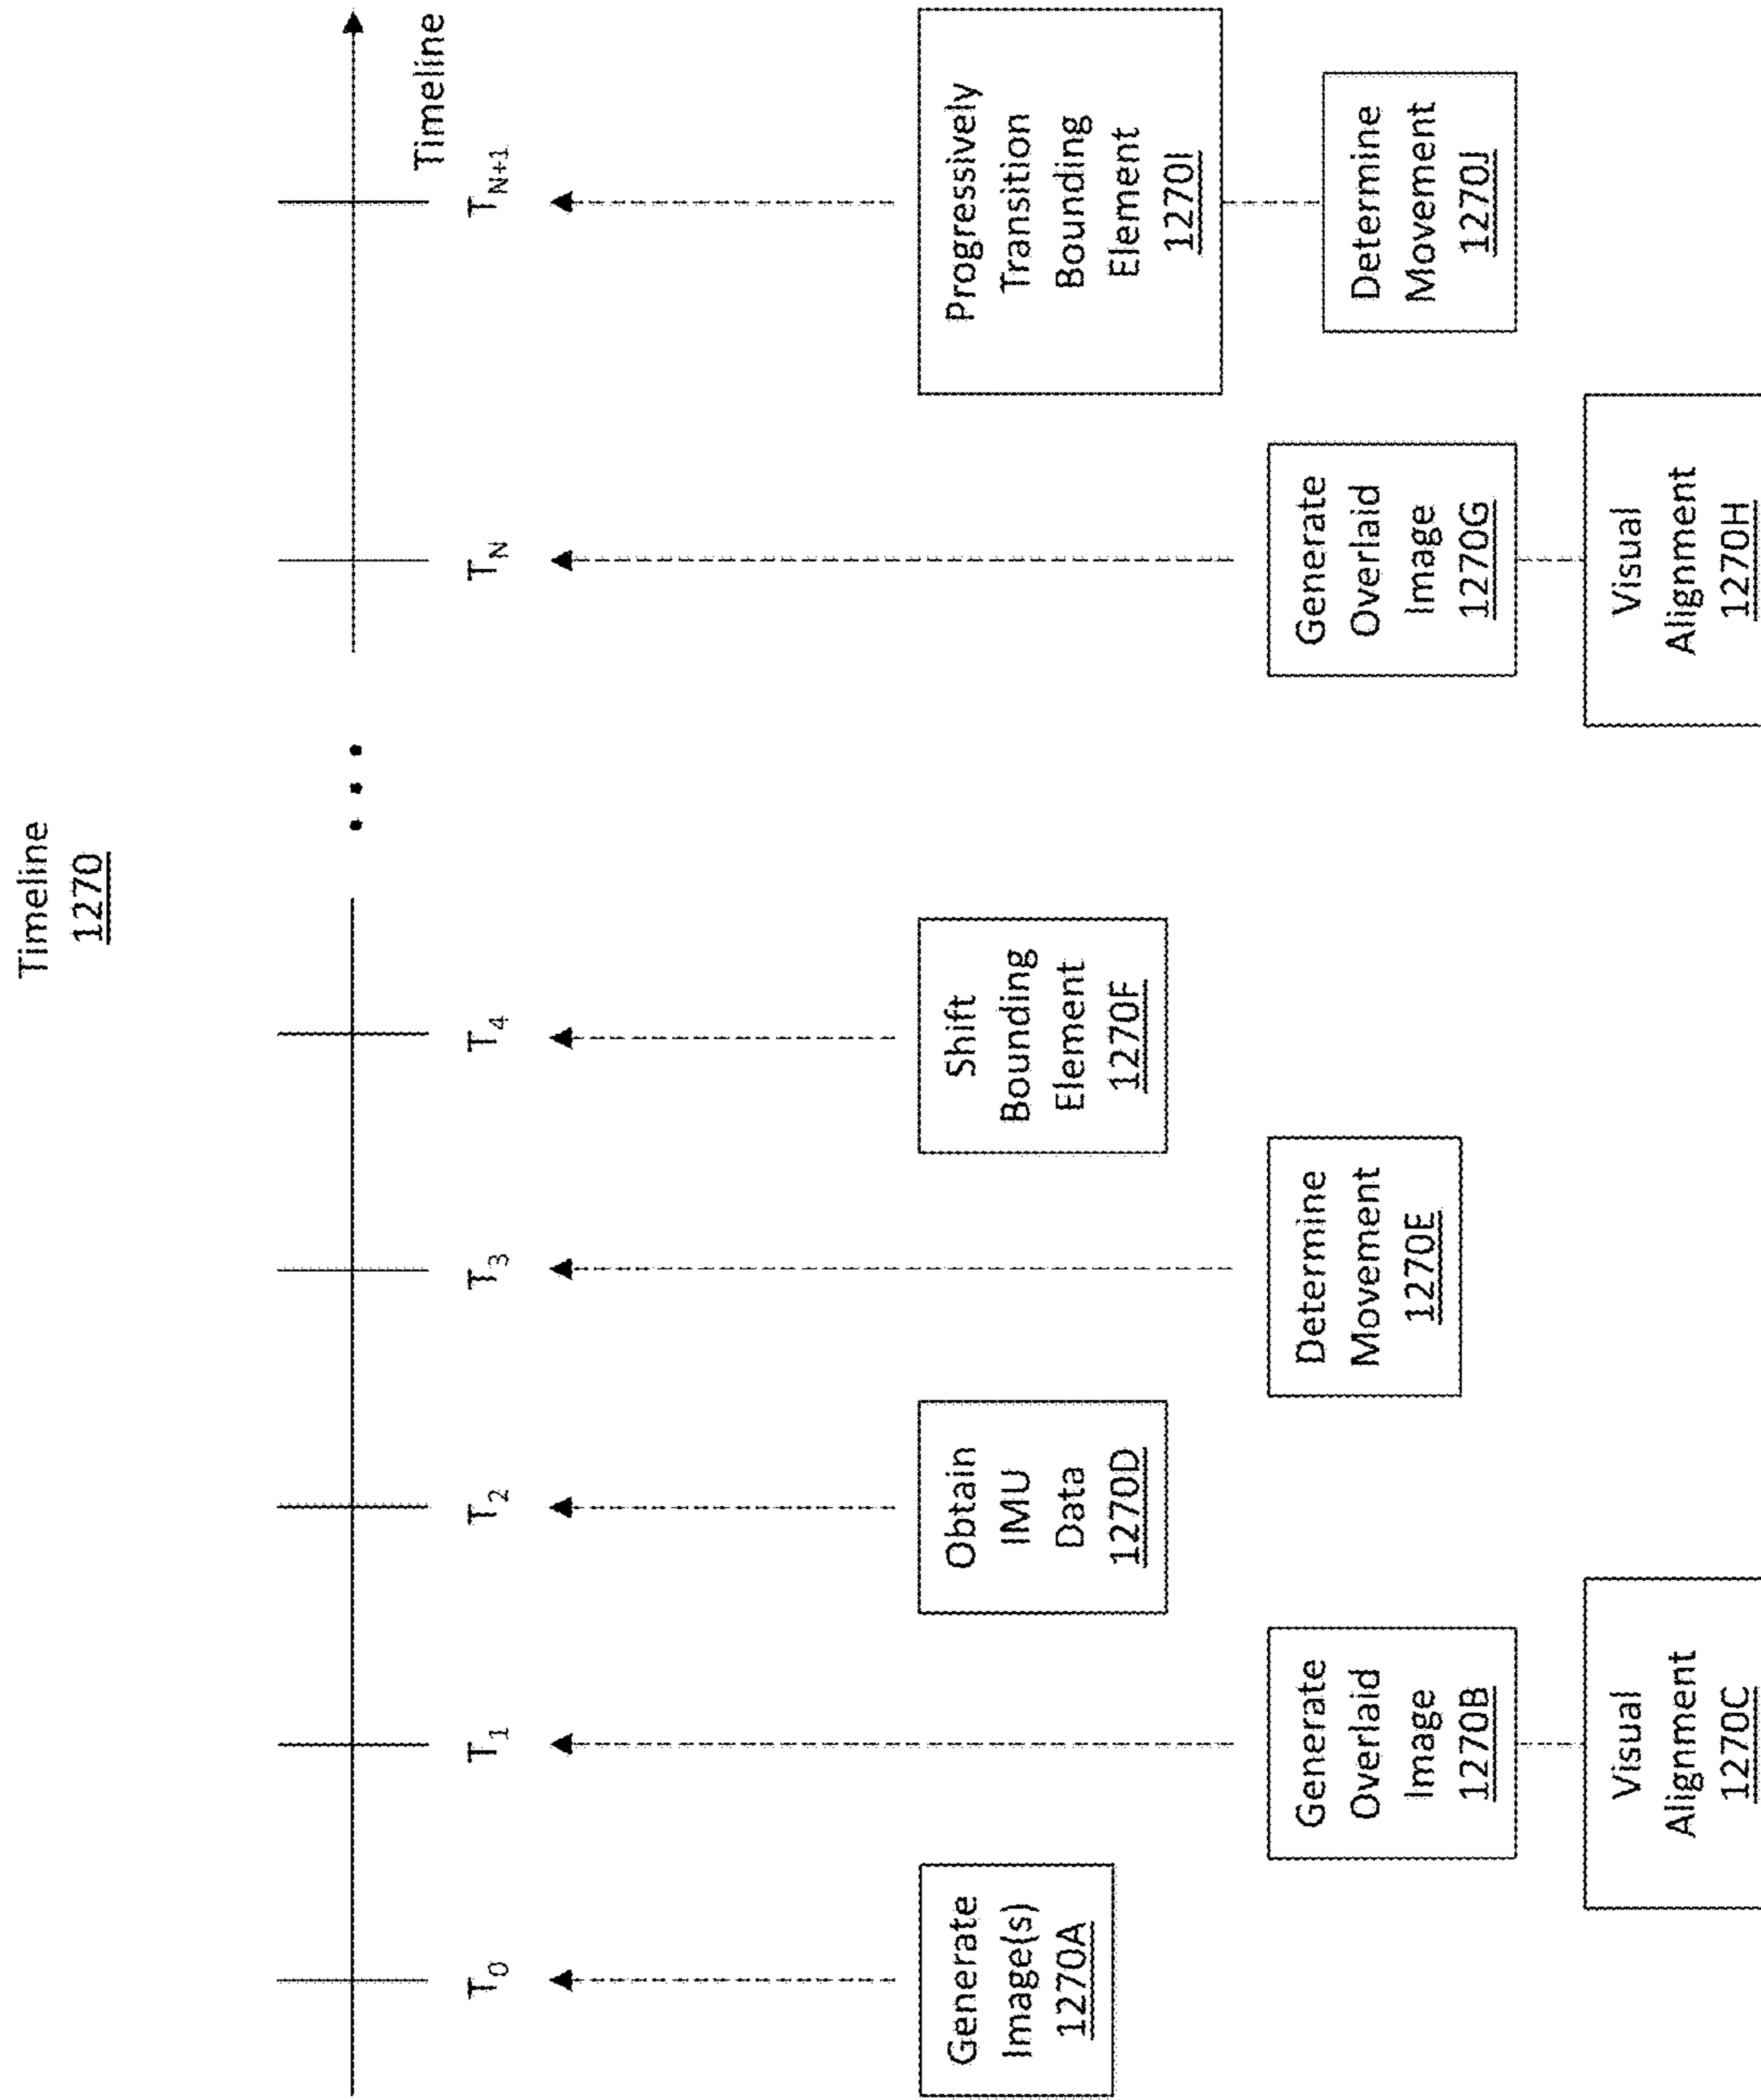 Timeline
1270
Timeline
T0
T1
T2
T3
T4
TN
TN+1
Generate
Image(s)
1270A
Generate
Overlaid
Image
1270B
Visual
Alignment
1270C
Obtain
IMU
Data
1270D
Determine
Movement
1270E
Shift
Bounding
Element
1270F
Generate
Overlaid
Image
1270G
Visual
Alignment
1270H
Progressively
Transition
Bounding
Element
1270I
Determine
Movement
1270J